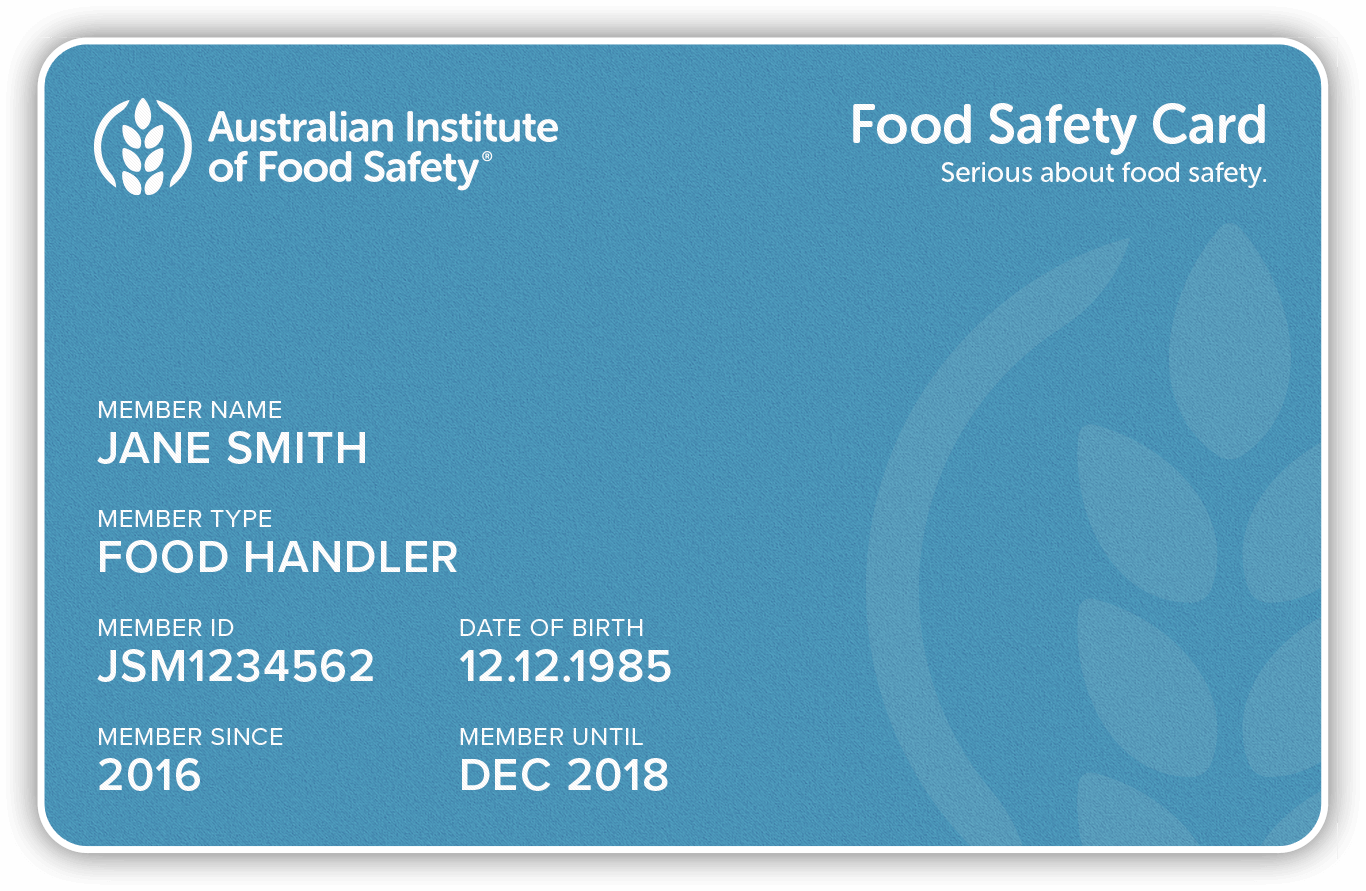 Australian Institute
of Food Safety®
Food Safety Card
Serious about food safety.
MEMBER NAME
JANE SMITH
MEMBER TYPE
FOOD HANDLER
MEMBER ID
JSM1234562
DATE OF BIRTH
12.12.1985
MEMBER SINCE
2016
MEMBER UNTIL
DEC 2018